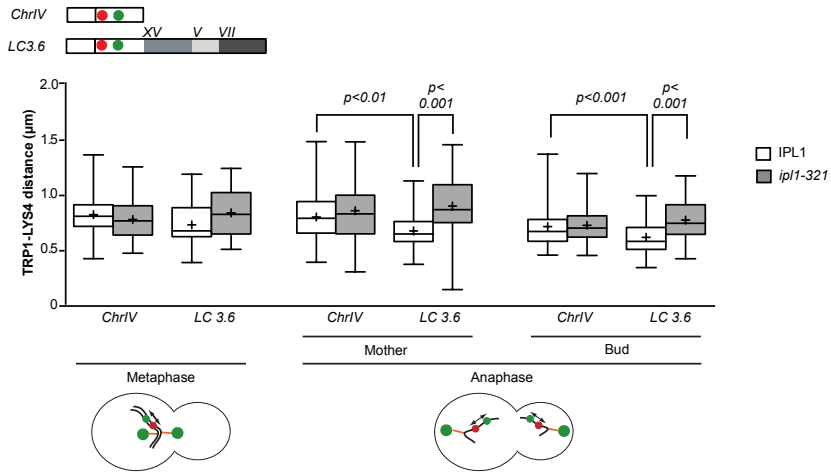 ChrIV
XV V VII
LC3.6
2.0
1.5
1.0
0.5
0
TRP1-LYS4 distance (µm)
p<0.01
p<
0.001
p<0.001
p<
0.001
IPL1
ipl1-321
ChrIV LC 3.6 ChrIV LC 3.6 ChrIV LC 3.6
Mother Bud
Metaphase Anaphase